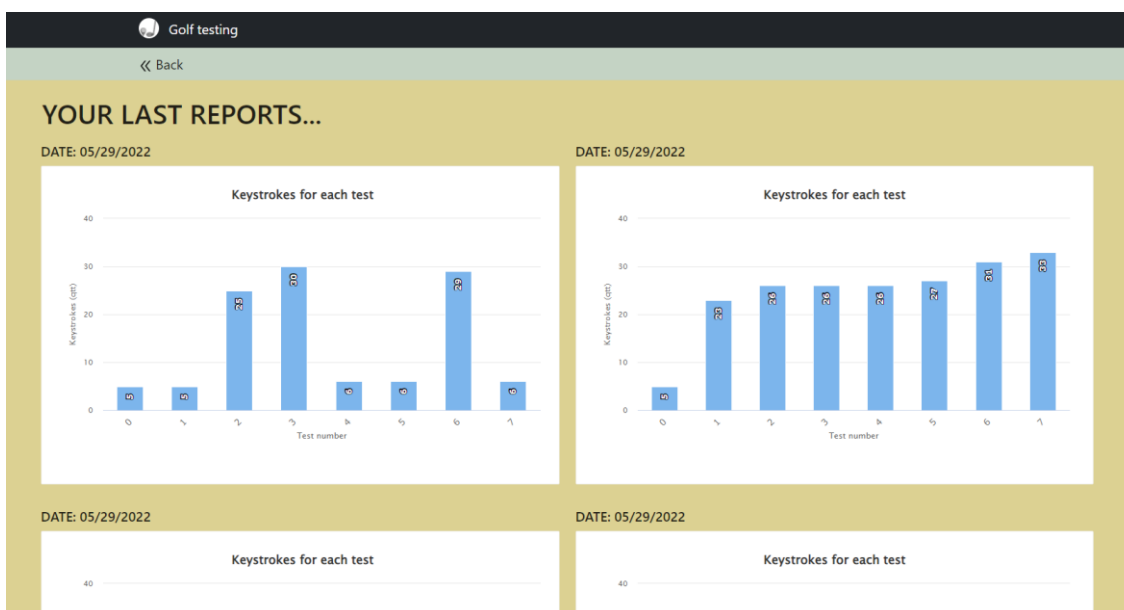 Golf testing
Back
YOUR LAST REPORTS...
DATE: 05/29/2022
Keystrokes for each test
40
30
20
10
0
Keystrokes (qtt)
5
5
25
30
6
6
29
6
0
1
2
3
4
5
6
7
Test number
DATE: 05/29/2022
Keystrokes for each test
40
30
20
10
0
Keystrokes (qtt)
5
23
26
26
26
27
31
33
0
1
2
3
4
5
6
7
Test number
DATE: 05/29/2022
Keystrokes for each test
40
DATE: 05/29/2022
Keystrokes for each test
40